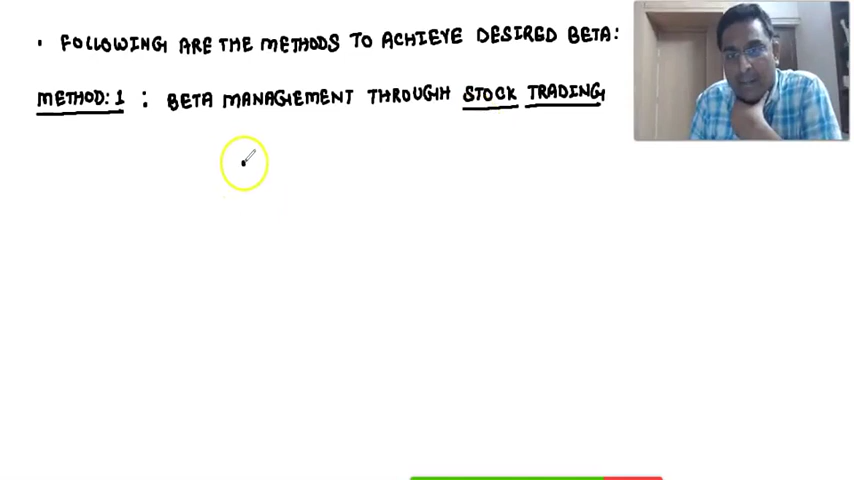 · FOLLOWING ARE THE METHODS TO ACHIEVE DESIRED BETA:
METHOD: 1 : BETA MANAGEMENT THROUGH STOCK TRADING